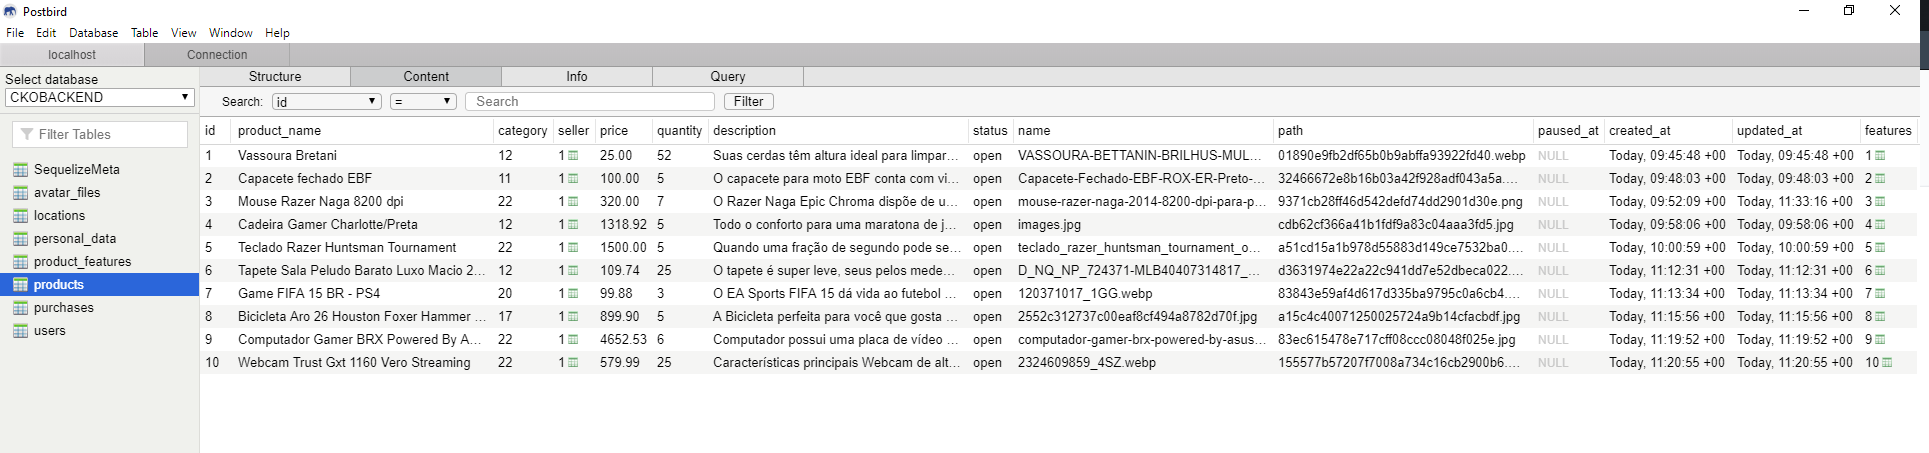 Postbird
File Edit Database Table View Window Help
localhost Connection
Select database
CKOBACKEND
Filter Tables
SequelizeMeta
avatar_files
locations
personal_data
product_features
products
purchases
users
Structure Content Info Query
Search: id = Search Filter
id product_name category seller price quantity description status name path paused_at created_at updated_at features
1 Vassoura Bretani 12 1 25.00 52 Suas cerdas têm altura ideal para limpar... open VASSOURA-BETTANIN-BRILHUS-MUL... 01890e9fb2df65b0b9abffa93922fd40.webp NULL Today, 09:45:48 +00 Today, 09:45:48 +00 1
2 Capacete fechado EBF 11 1 100.00 5 O capacete para moto EBF conta com vi... open Capacete-Fechado-EBF-ROX-ER-Preto-... 32466672e8b16b03a42f928adf043a5a.... NULL Today, 09:48:03 +00 Today, 09:48:03 +00 2
3 Mouse Razer Naga 8200 dpi 22 1 320.00 7 O Razer Naga Epic Chroma dispõe de u... open mouse-razer-naga-2014-8200-dpi-para-p... 9371cb28ff46d542defd74dd2901d30e.png NULL Today, 09:52:09 +00 Today, 11:33:16 +00 3
4 Cadeira Gamer Charlotte/Preta 12 1 1318.92 5 Todo o conforto para uma maratona de j... open images.jpg cdb62cf366a41b1fdf9a83c04aaa3fd5.jpg NULL Today, 09:58:06 +00 Today, 09:58:06 +00 4
5 Teclado Razer Huntsman Tournament 22 1 1500.00 5 Quando uma fração de segundo pode se... open teclado_razer_huntsman_tournament_o... a51cd15a1b978d55883d149ce7532ba0.... NULL Today, 10:00:59 +00 Today, 10:00:59 +00 5
6 Tapete Sala Peludo Barato Luxo Macio 2... 12 1 109.74 25 O tapete é super leve, seus pelos mede... open D_NQ_NP_724371-MLB40407314817_... d3631974e22a22c941dd7e52dbeca022.... NULL Today, 11:12:31 +00 Today, 11:12:31 +00 6
7 Game FIFA 15 BR - PS4 20 1 99.88 3 O EA Sports FIFA 15 dá vida ao futebol ... open 120371017_1GG.webp 83843e59af4d617d335ba9795c0a6cb4.... NULL Today, 11:13:34 +00 Today, 11:13:34 +00 7
8 Bicicleta Aro 26 Houston Foxer Hammer ... 17 1 899.90 5 A Bicicleta perfeita para você que gosta ... open 2552c312737c00eaf8cf494a8782d70f.jpg a15c4c40071250025724a9b14cfacbdf.jpg NULL Today, 11:15:56 +00 Today, 11:15:56 +00 8
9 Computador Gamer BRX Powered By A... 22 1 4652.53 6 Computador possui uma placa de vídeo ... open computador-gamer-brx-powered-by-asus... 83ec615478e717cff08ccc08048f025e.jpg NULL Today, 11:19:52 +00 Today, 11:19:52 +00 9
10 Webcam Trust Gxt 1160 Vero Streaming 22 1 579.99 25 Características principais Webcam de alt... open 2324609859_4SZ.webp 155577b57207f7008a734c16cb2900b6.... NULL Today, 11:20:55 +00 Today, 11:20:55 +00 10